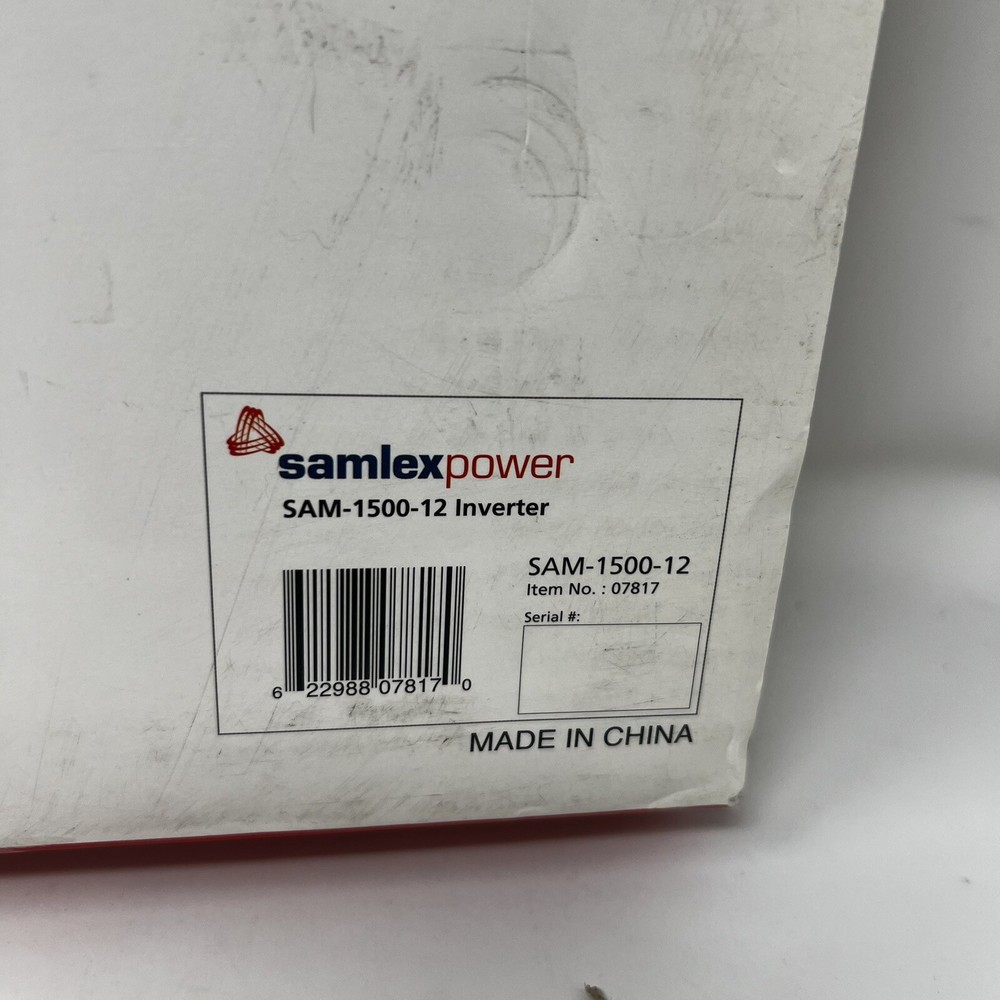 samlexpower
SAM-1500-12 Inverter
SAM-1500-12
Item No. : 07817
Serial #:
6 22988 07817 0
MADE IN CHINA